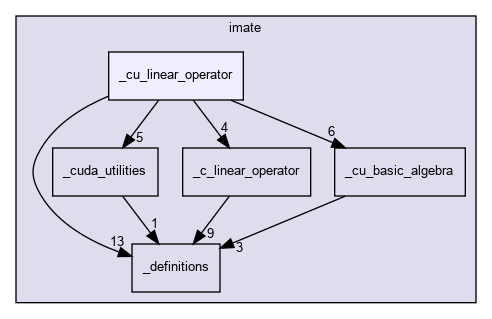 imate
_cu_linear_operator
5
4
6
_cuda_utilities
_c_linear_operator
_cu_basic_algebra
13
1
9
3
_definitions